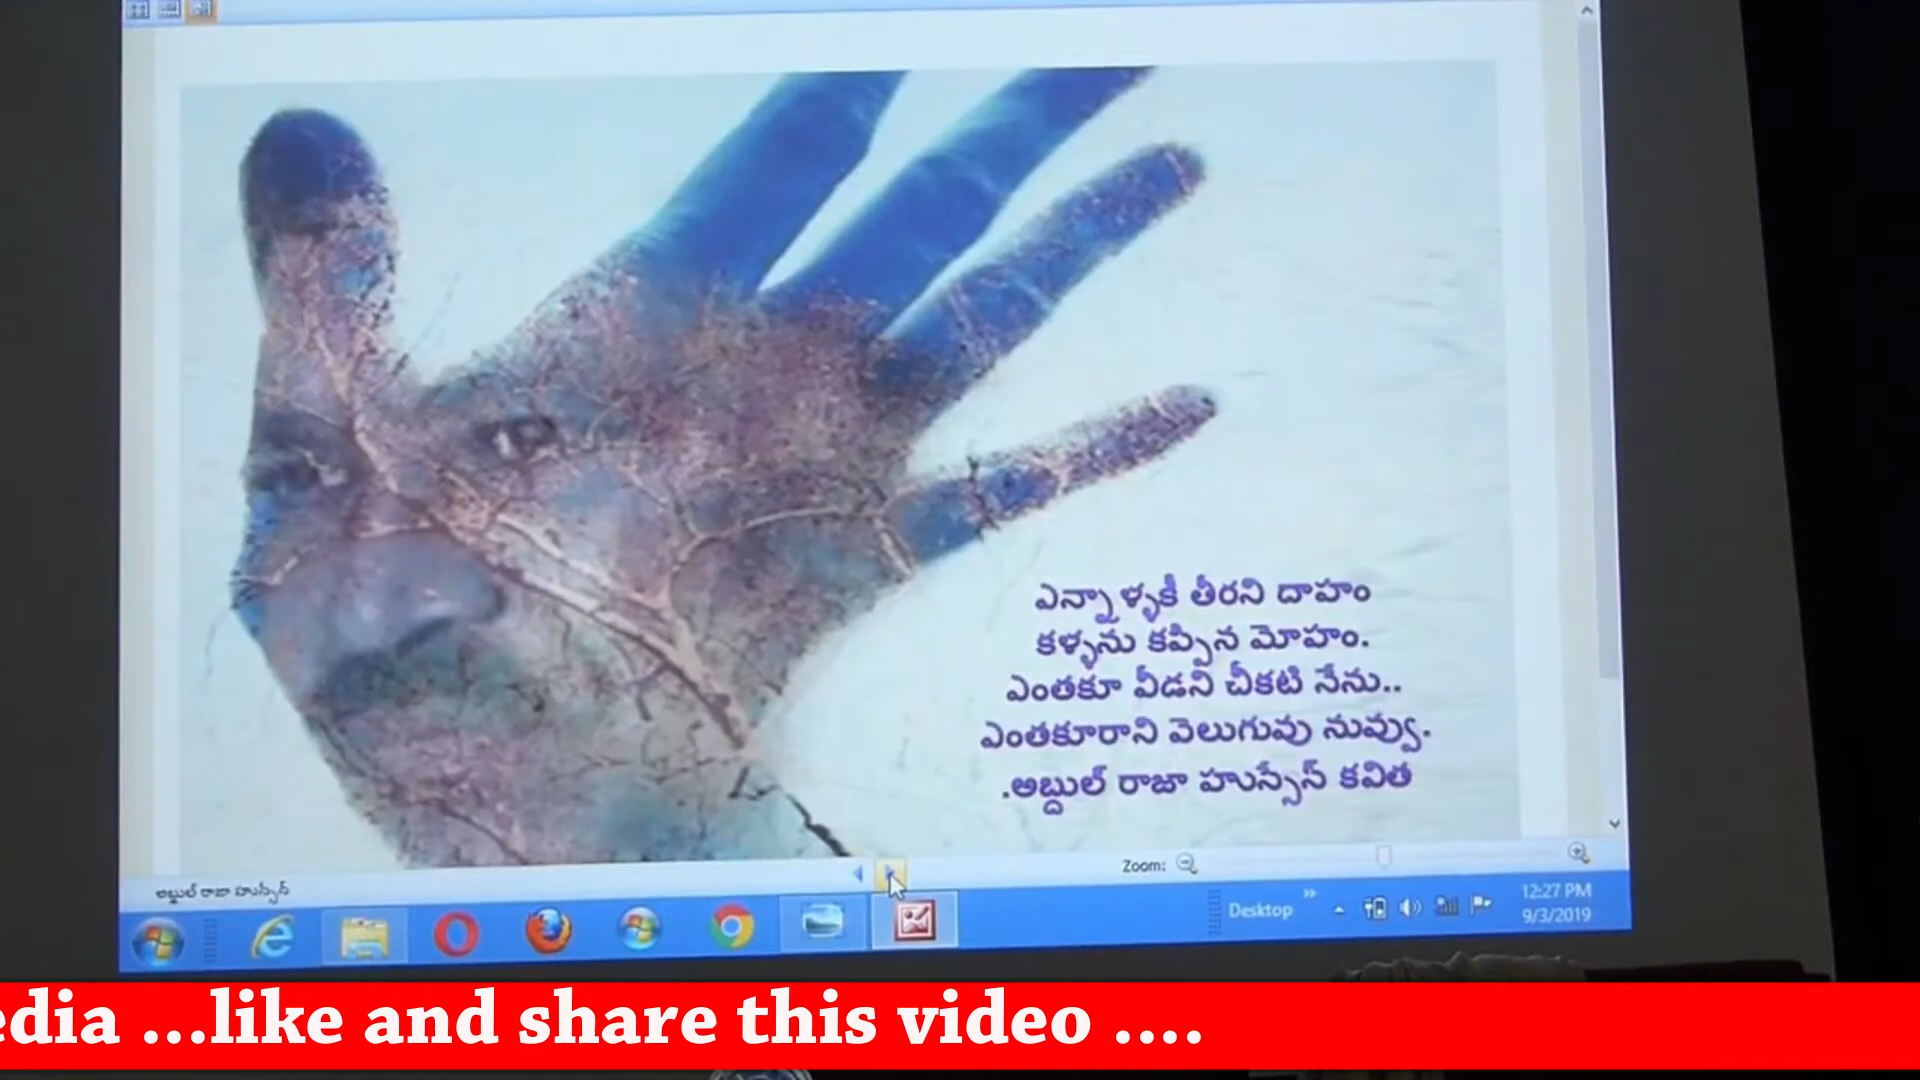 ఎన్నాళ్ళకీ తీరని దాహం
కళ్ళను కప్పిన మోహం.
ఎంతకూ వీడని చీకటి నేను..
ఎంతకూరాని వెలుగువు నువ్వు.
.అబ్దుల్ రాజా హుస్సేన్ కవిత
Zoom:
అబ్దుల్ రాజా హుస్సేన్
Desktop
12:27 PM
9/3/2019
edia ...like and share this video ....